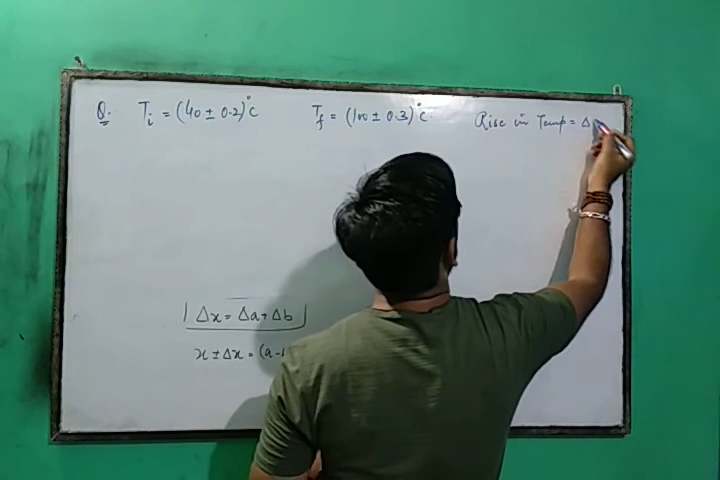 Q. Ti = (40 ± 0.2)°C Tf = (100 ± 0.3)°C Rise in Temp = Δ
Δx = Δa + Δb
x ± Δx = (a -